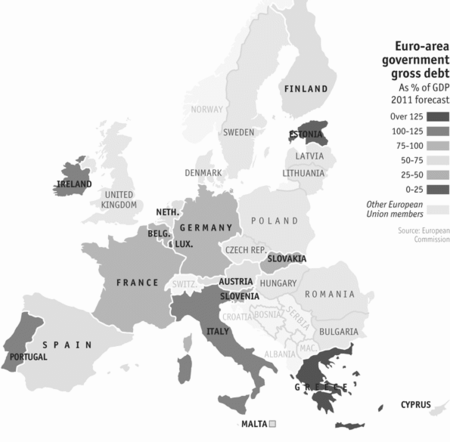 Euro-area
government
gross debt
As % of GDP
2011 forecast
Over 125
100-125
75-100
50-75
25-50
0-25
Other European
Union members
Source: European
Commission
FINLAND
NORWAY
SWEDEN
ESTONIA
LATVIA
LITHUANIA
DENMARK
IRELAND
UNITED
KINGDOM
NETH.
BELG.
& LUX.
GERMANY
POLAND
CZECH REP.
SLOVAKIA
FRANCE
SWITZ.
AUSTRIA
HUNGARY
SLOVENIA
CROATIA
BOSNIA
SERBIA
ROMANIA
BULGARIA
MAC.
ALBANIA
ITALY
PORTUGAL
SPAIN
GREECE
CYPRUS
MALTA